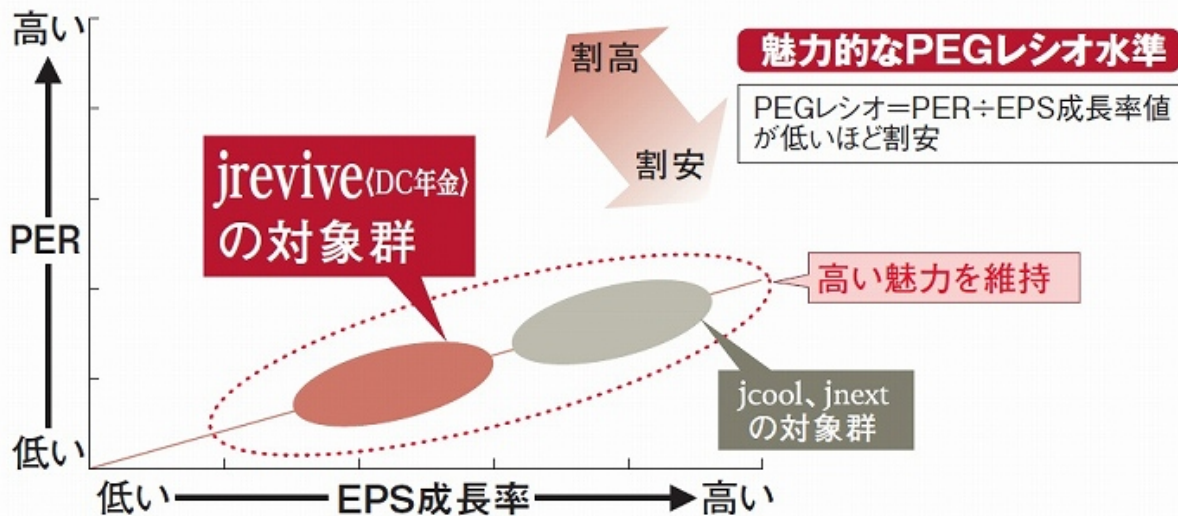 高い
割高
魅力的なPEGレシオ水準
PEGレシオ=PER÷EPS成長率値
が低いほど割安
割安
jrevive〈DC年金〉
の対象群
PER
高い魅力を維持
jcool、jnext
の対象群
低い
低い EPS成長率 高い